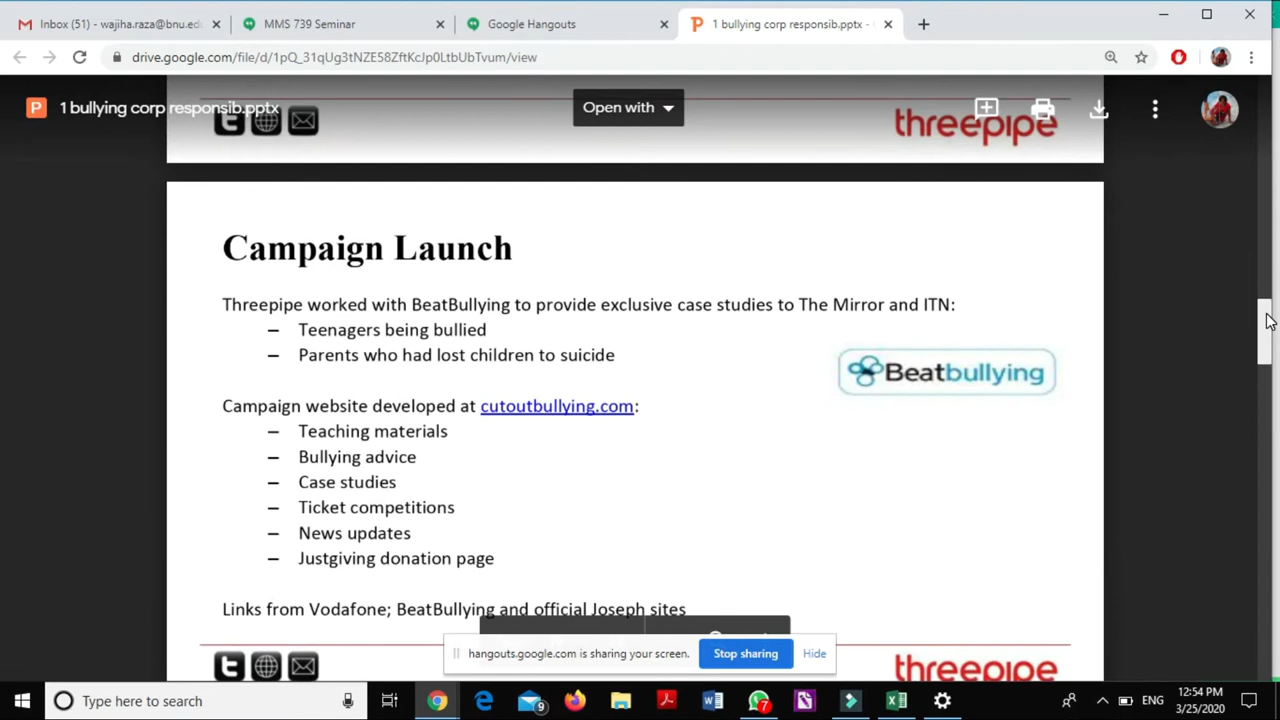 Inbox (51) - wajiha.raza@bnu.ed
MMS 739 Seminar
Google Hangouts
1 bullying corp responsib.pptx -
drive.google.com/file/d/1pQ_31qUg3tNZE58ZftKcJp0LtbUbTvum/view
P 1 bullying corp responsib.pptx
Open with
threepipe
Campaign Launch
Threepipe worked with BeatBullying to provide exclusive case studies to The Mirror and ITN:
– Teenagers being bullied
– Parents who had lost children to suicide
Beatbullying
Campaign website developed at cutoutbullying.com:
– Teaching materials
– Bullying advice
– Case studies
– Ticket competitions
– News updates
– Justgiving donation page
Links from Vodafone; BeatBullying and official Joseph sites
hangouts.google.com is sharing your screen.
Stop sharing
Hide
threepipe
Type here to search
9
7
ENG
12:54 PM
3/25/2020